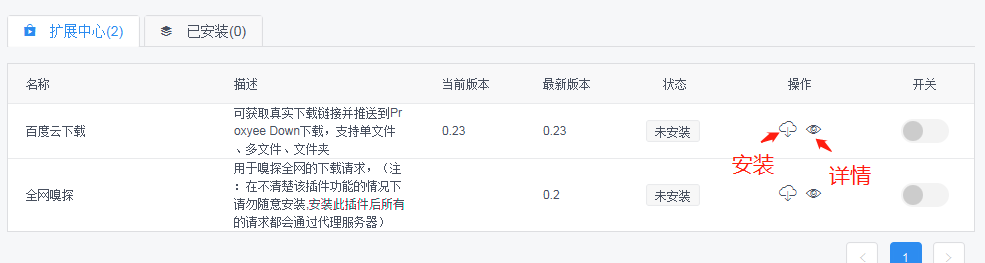 扩展中心(2)
已安装(0)
名称
描述
当前版本
最新版本
状态
操作
开关
百度云下载
可获取真实下载链接并推送到Pr
oxyee Down下载，支持单文件
、多文件、文件夹
0.23
0.23
未安装
安装
详情
全网嗅探
用于嗅探全网的下载请求，（注
：在不清楚该插件功能的情况下
请勿随意安装,安装此插件后所有
的请求都会通过代理服务器）
0.2
未安装
1